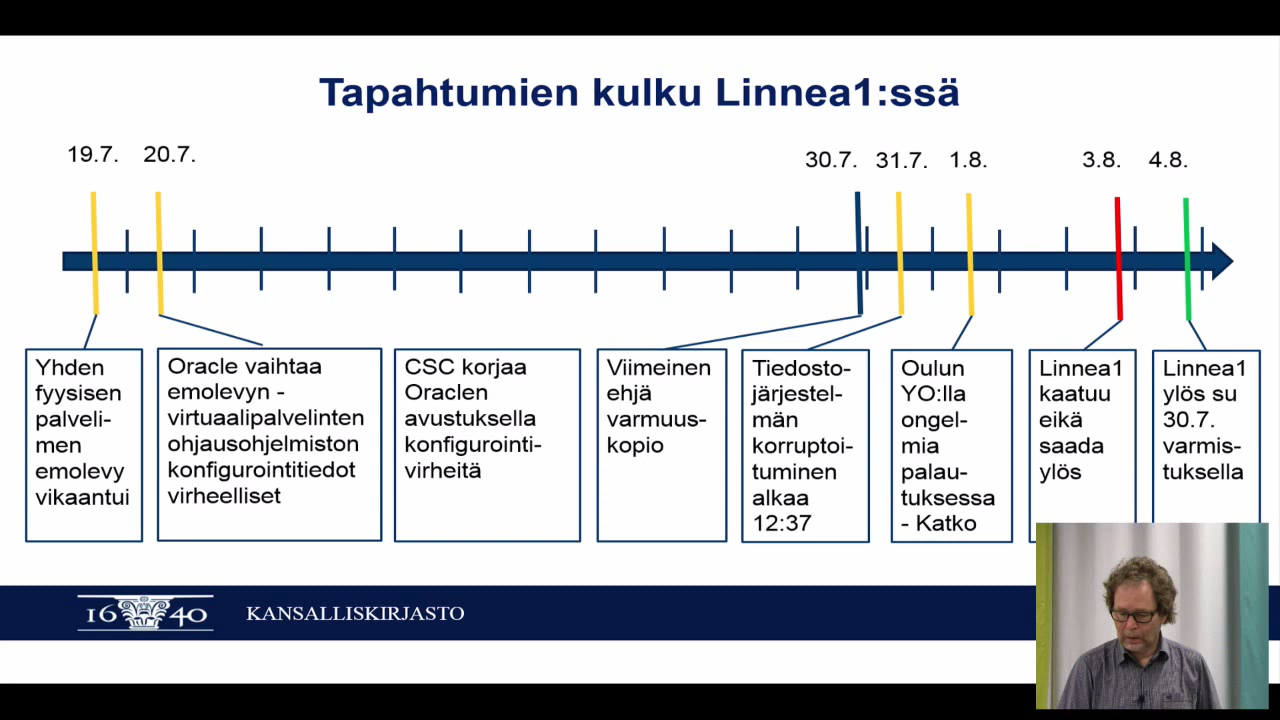 Tapahtumien kulku Linnea1:ssä
19.7.
20.7.
30.7.
31.7.
1.8.
3.8.
4.8.
Yhden
fyysisen
palveli-
men
emolevy
vikaantui
Oracle vaihtaa
emolevyn -
virtuaalipalvelinten
ohjausohjelmiston
konfigurointitiedot
virheelliset
CSC korjaa
Oraclen
avustuksella
konfigurointi-
virheitä
Viimeinen
ehjä
varmuus-
kopio
Tiedosto-
järjestel-
män
korruptoi-
tuminen
alkaa
12:37
Oulun
YO:lla
ongel-
mia
palau-
tuksessa
- Katko
Linnea1
kaatuu
eikä
saada
ylös
Linnea1
ylös su
30.7.
varmis-
tuksella
16 40
KANSALLISKIRJASTO